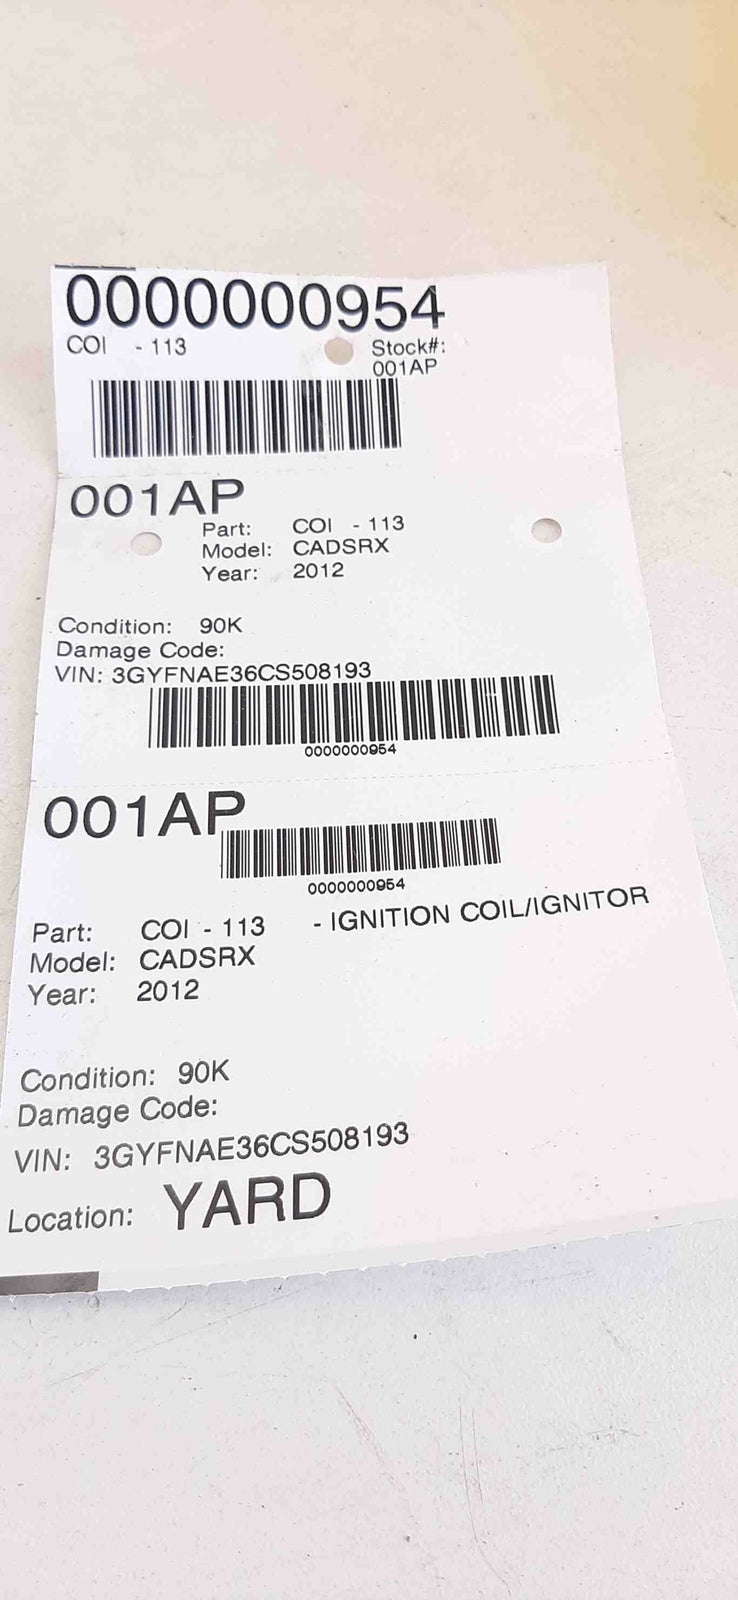 0000000954
COI - 113
Stock#:
001AP
001AP
Part: COI - 113
Model: CADSRX
Year: 2012
Condition: 90K
Damage Code:
VIN: 3GYFNAE36CS508193
0000000954
001AP
0000000954
Part: COI - 113 - IGNITION COIL/IGNITOR
Model: CADSRX
Year: 2012
Condition: 90K
Damage Code:
VIN: 3GYFNAE36CS508193
Location: YARD